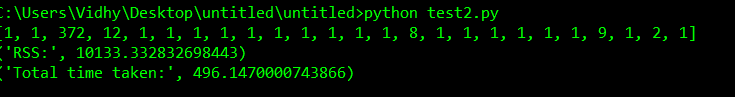 C:\Users\Vidhy\Desktop\untitled\untitled>python test2.py
[1, 1, 372, 12, 1, 1, 1, 1, 1, 1, 1, 1, 1, 1, 8, 1, 1, 1, 1, 1, 1, 9, 1, 2, 1]
('RSS:', 10133.332832698443)
('Total time taken:', 496.1470000743866)